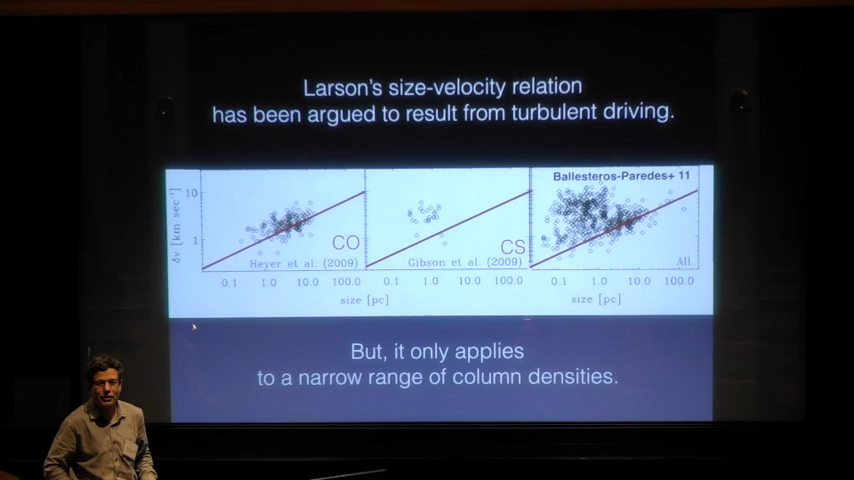 Larson's size-velocity relation
has been argued to result from turbulent driving.
Ballesteros-Paredes+ 11
δv [km sec⁻¹]
10
1
CO
Heyer et al. (2009)
CS
Gibson et al. (2009)
All
0.1 1.0 10.0 100.0
0.1 1.0 10.0 100.0
0.1 1.0 10.0 100.0
size [pc]
size [pc]
size [pc]
But, it only applies
to a narrow range of column densities.